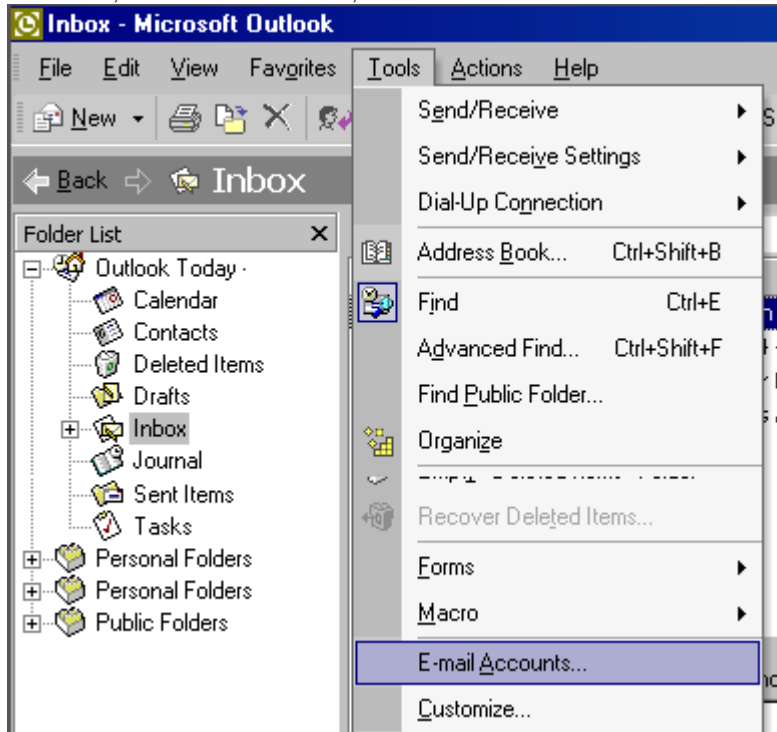 Inbox - Microsoft Outlook
File Edit View Favorites Tools Actions Help
New
Back Inbox
Folder List
Outlook Today
Calendar
Contacts
Deleted Items
Drafts
Inbox
Journal
Sent Items
Tasks
Personal Folders
Personal Folders
Public Folders
Send/Receive
Send/Receive Settings
Dial-Up Connection
Address Book... Ctrl+Shift+B
Find Ctrl+E
Advanced Find... Ctrl+Shift+F
Find Public Folder...
Organize
Recover Deleted Items...
Forms
Macro
E-mail Accounts...
Customize...